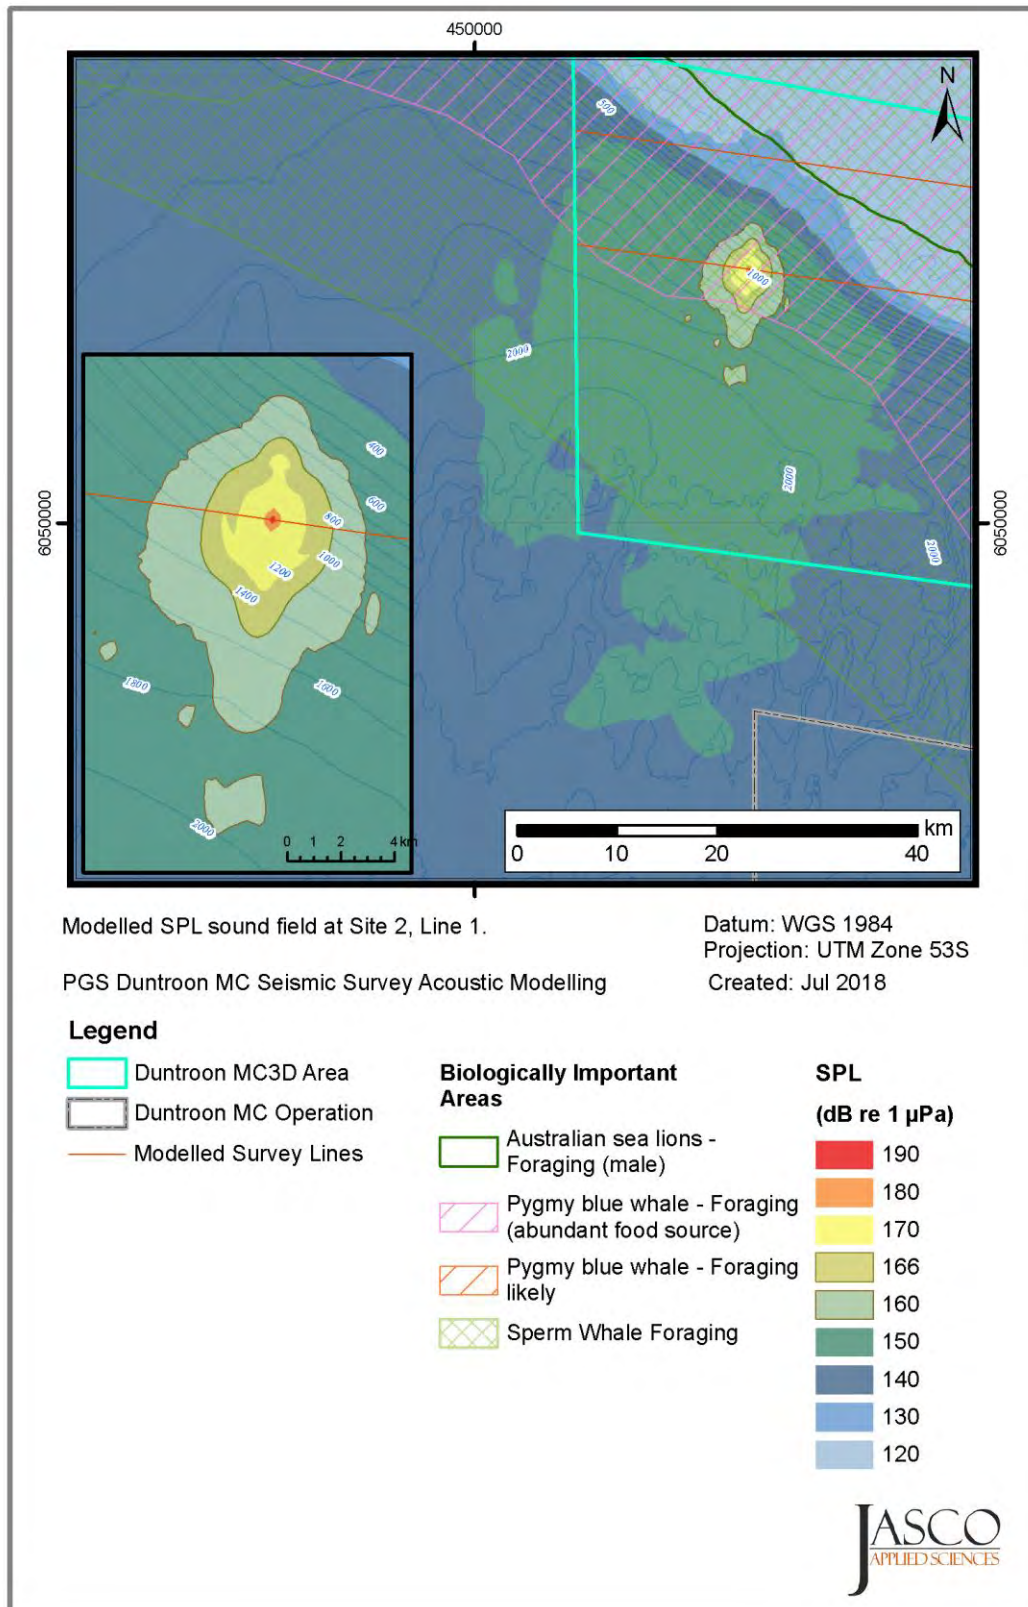 450000
N
500
1000
2000
2000
2000
6050000
6050000
400
600
800
1000
1200
1400
1600
1800
2000
0 1 2 4 km
km
0 10 20 40
Modelled SPL sound field at Site 2, Line 1.
Datum: WGS 1984
Projection: UTM Zone 53S
PGS Duntroon MC Seismic Survey Acoustic Modelling
Created: Jul 2018
Legend
Duntroon MC3D Area
Duntroon MC Operation
Modelled Survey Lines
Biologically Important
Areas
Australian sea lions -
Foraging (male)
Pygmy blue whale - Foraging
(abundant food source)
Pygmy blue whale - Foraging
likely
Sperm Whale Foraging
SPL
(dB re 1 µPa)
190
180
170
166
160
150
140
130
120
JASCO
APPLIED SCIENCES